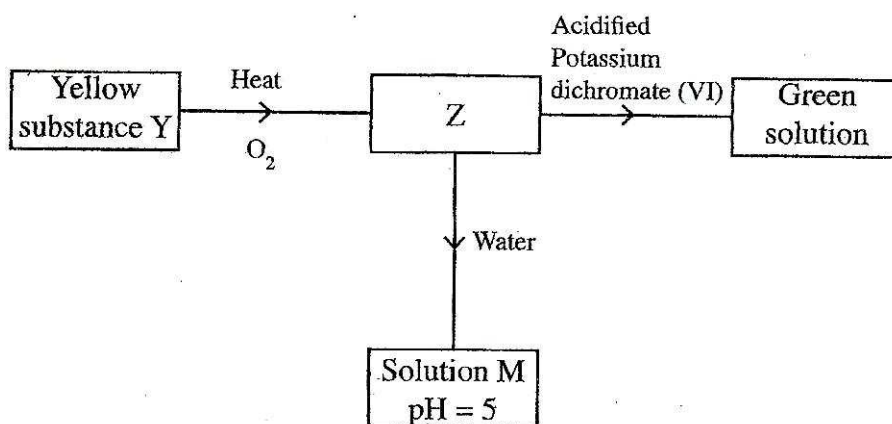 Yellow
substance Y
Heat
O₂
Z
Acidified
Potassium
dichromate (VI)
Green
solution
Water
Solution M
pH = 5